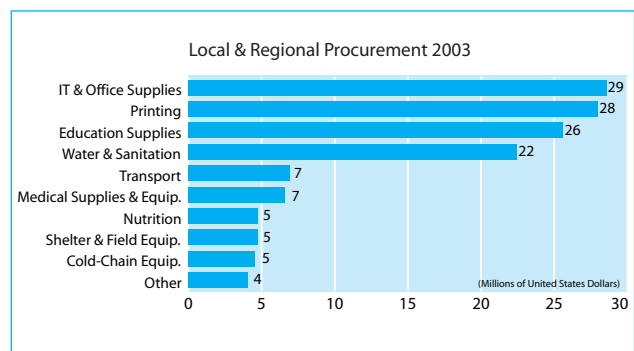 Local & Regional Procurement 2003
IT & Office Supplies 29
Printing 28
Education Supplies 26
Water & Sanitation 22
Transport 7
Medical Supplies & Equip. 7
Nutrition 5
Shelter & Field Equip. 5
Cold-Chain Equip. 5
Other 4
(Millions of United States Dollars)
0 5 10 15 20 25 30